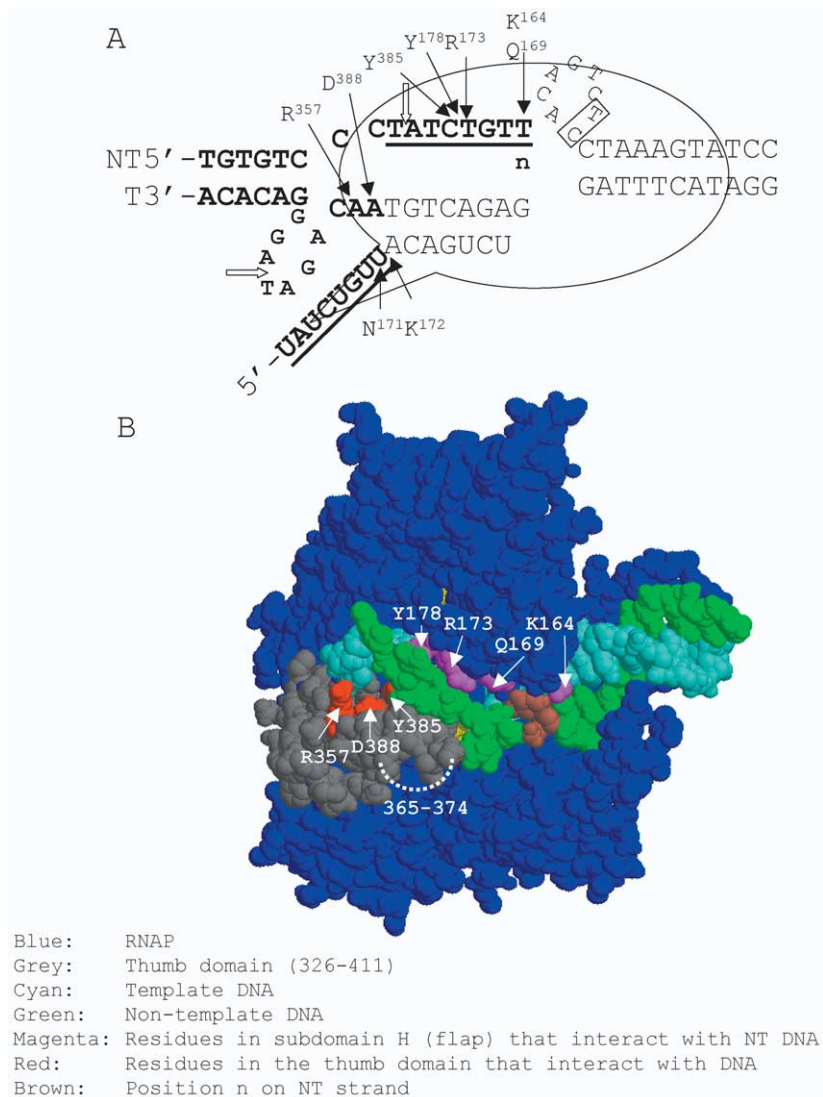 A
K164
Y178R173
Q169
Y385
D388
R357
A G T
C C T
A G
C
CTATCTGTT
n
NT5′-TGTGTC
CTAAAGTATCC
T3′-ACACAG
GATTTCATAGG
CAATGTCAGAG
G A
A G
TA
ACAGUCU
5′-UAUCUGUU
N171K172
B
Y178
R173
Q169
K164
Y385
D388
R357
365-374
Blue: RNAP
Grey: Thumb domain (326-411)
Cyan: Template DNA
Green: Non-template DNA
Magenta: Residues in subdomain H (flap) that interact with NT DNA
Red: Residues in the thumb domain that interact with DNA
Brown: Position n on NT strand